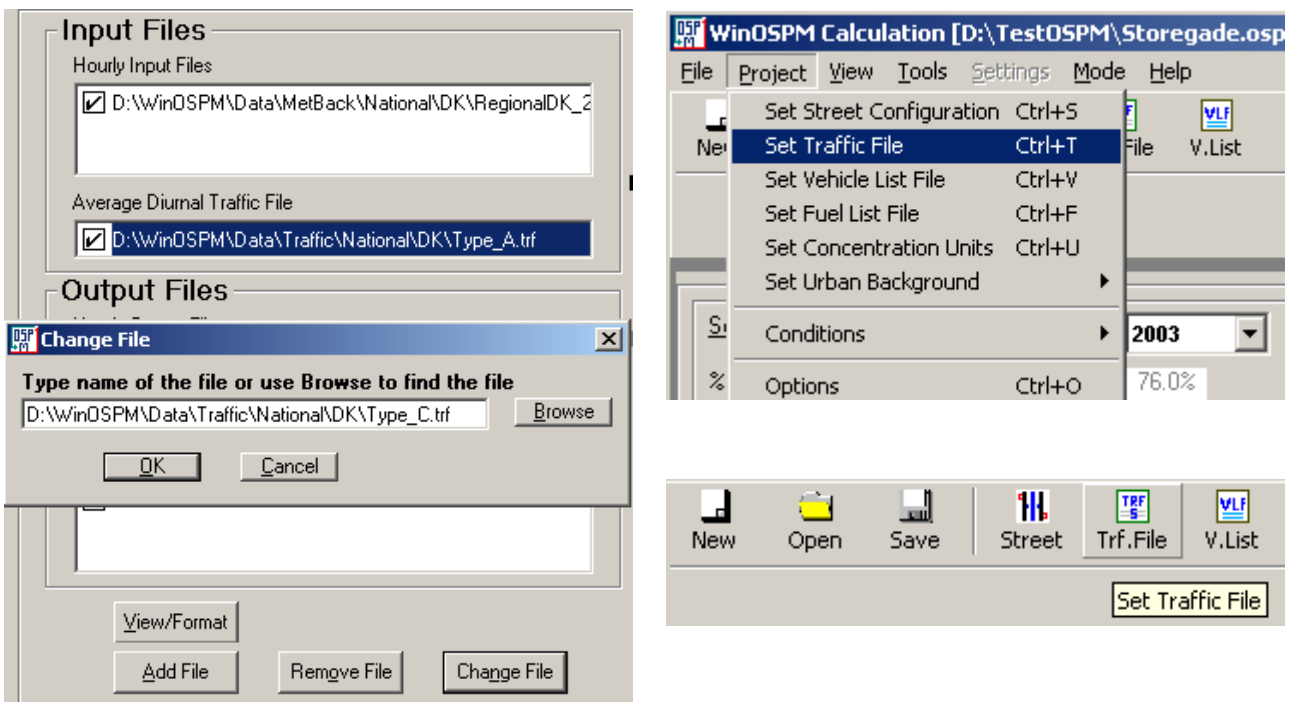 Input Files
Hourly Input Files
D:\WinOSPM\Data\MetBack\National\DK\RegionalDK_2
Average Diurnal Traffic File
D:\WinOSPM\Data\Traffic\National\DK\Type_A.trf
Output Files
Change File
Type name of the file or use Browse to find the file
D:\WinOSPM\Data\Traffic\National\DK\Type_C.trf
Browse
OK
Cancel
View/Format
Add File
Remove File
Change File
WinOSPM Calculation [D:\TestOSPM\Storegade.osp
File Project View Tools Settings Mode Help
Set Street Configuration Ctrl+S
Set Traffic File Ctrl+T
Set Vehicle List File Ctrl+V
Set Fuel List File Ctrl+F
Set Concentration Units Ctrl+U
Set Urban Background
Conditions
Options Ctrl+O
VLF
File V.List
2003
% 76.0%
TRF S VLF
New Open Save Street Trf.File V.List
Set Traffic File